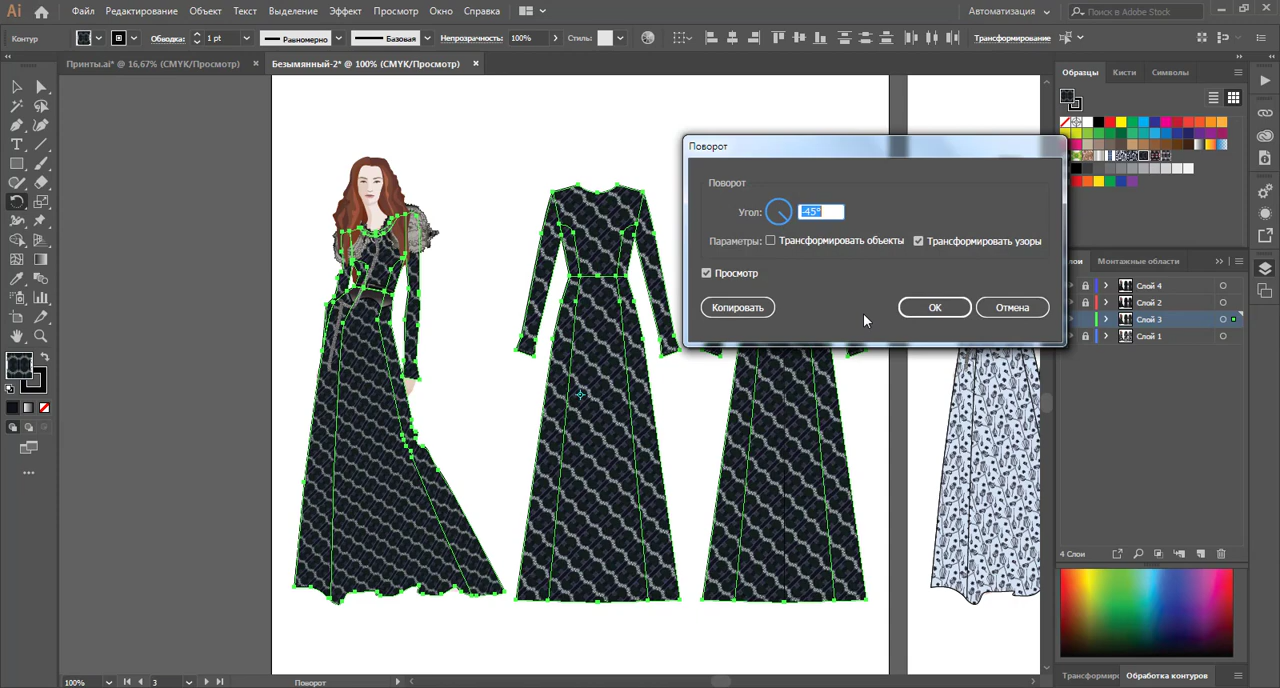 Ai Файл Редактирование Объект Текст Выделение Эффект Просмотр Окно Справка Автоматизация Поиск в Adobe Stock
Контур Обводка: 1 pt Равномерно Базовая Непрозрачность: 100% Стиль: Трансформирование
Принты.ai* @ 16,67% (CMYK/Просмотр) × Безымянный-2* @ 100% (CMYK/Просмотр) ×
Образцы Кисти Символы
Поворот
Поворот
Угол: -45°
Параметры: Трансформировать объекты Трансформировать узоры
Просмотр
Копировать OK Отмена
лои Монтажные области
Слой 4
Слой 2
Слой 3
Слой 1
4 Слои
Трансформир Обработка контуров
100% 3 Поворот